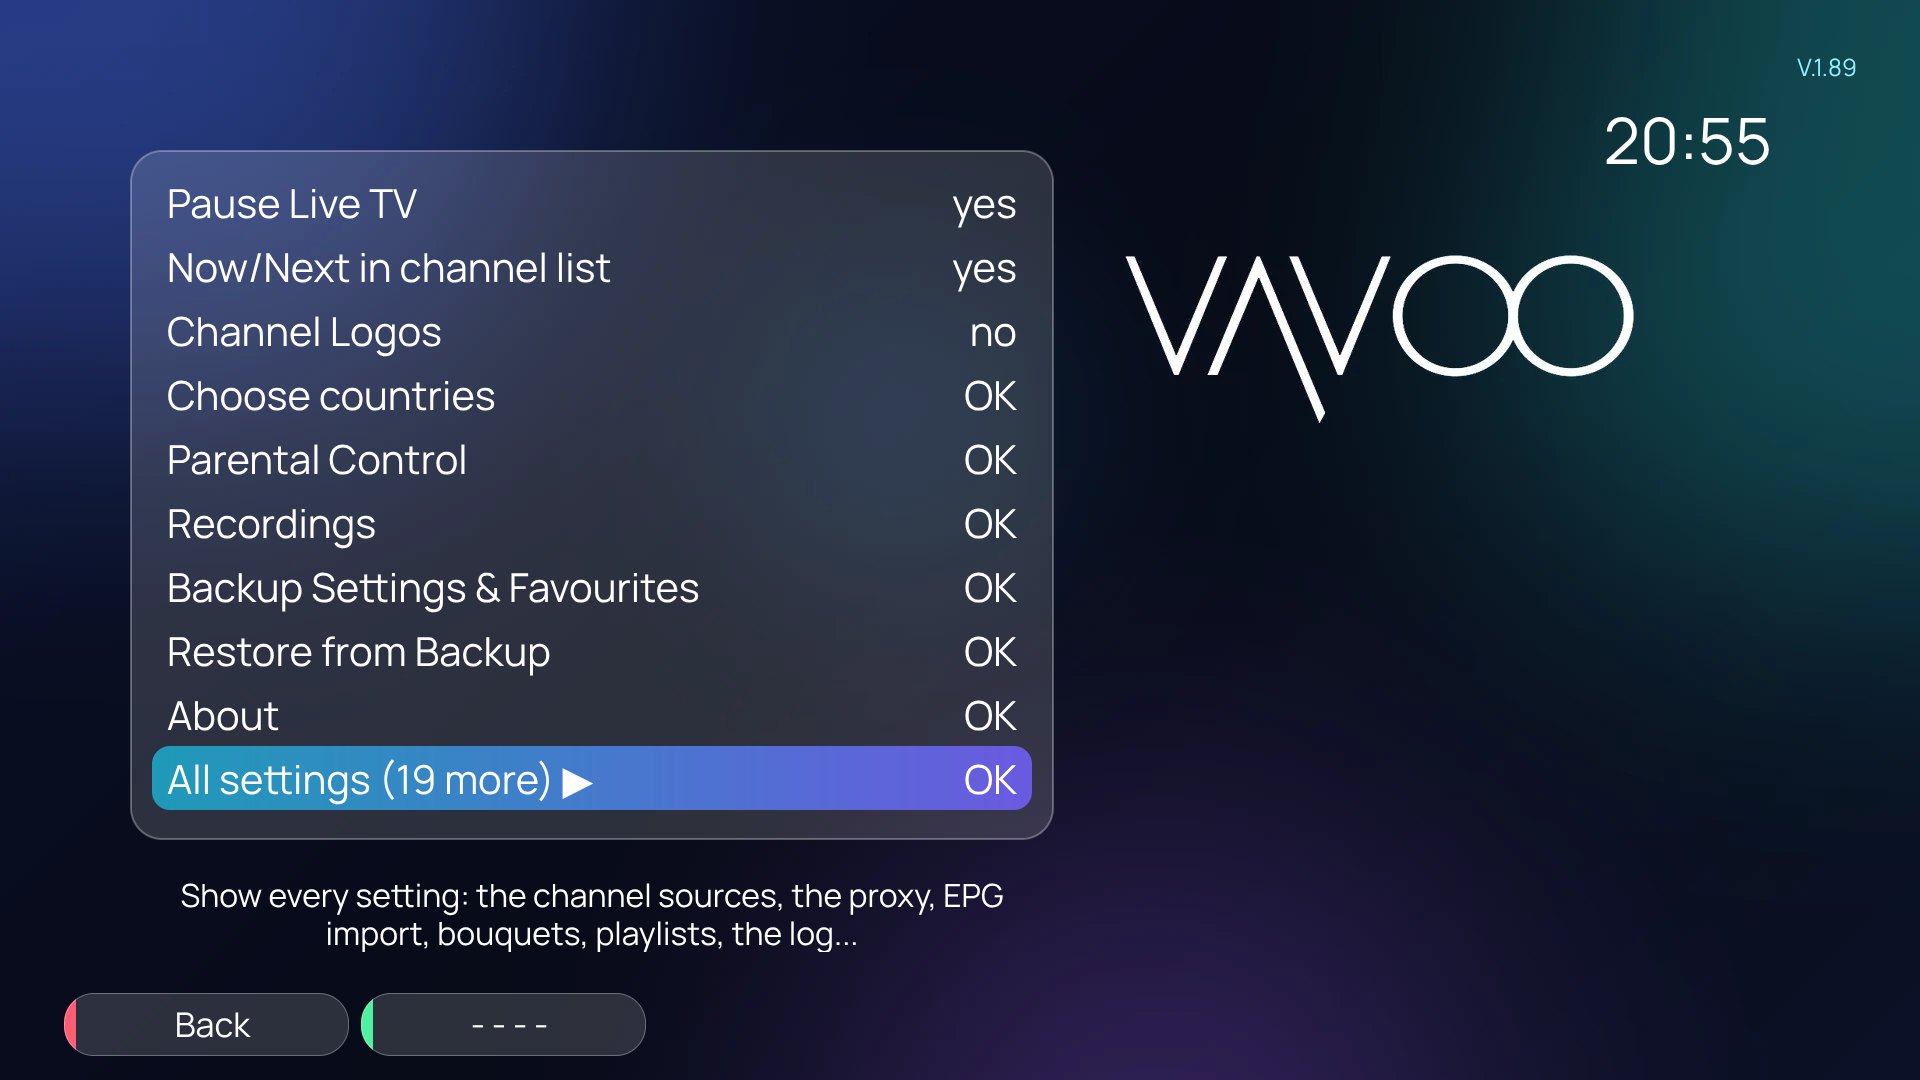 V.1.89
20:55
Pause Live TV yes
Now/Next in channel list yes
Channel Logos no
Choose countries OK
Parental Control OK
Recordings OK
Backup Settings & Favourites OK
Restore from Backup OK
About OK
All settings (19 more) ▶ OK
VAVOO
Show every setting: the channel sources, the proxy, EPG
import, bouquets, playlists, the log...
Back
----